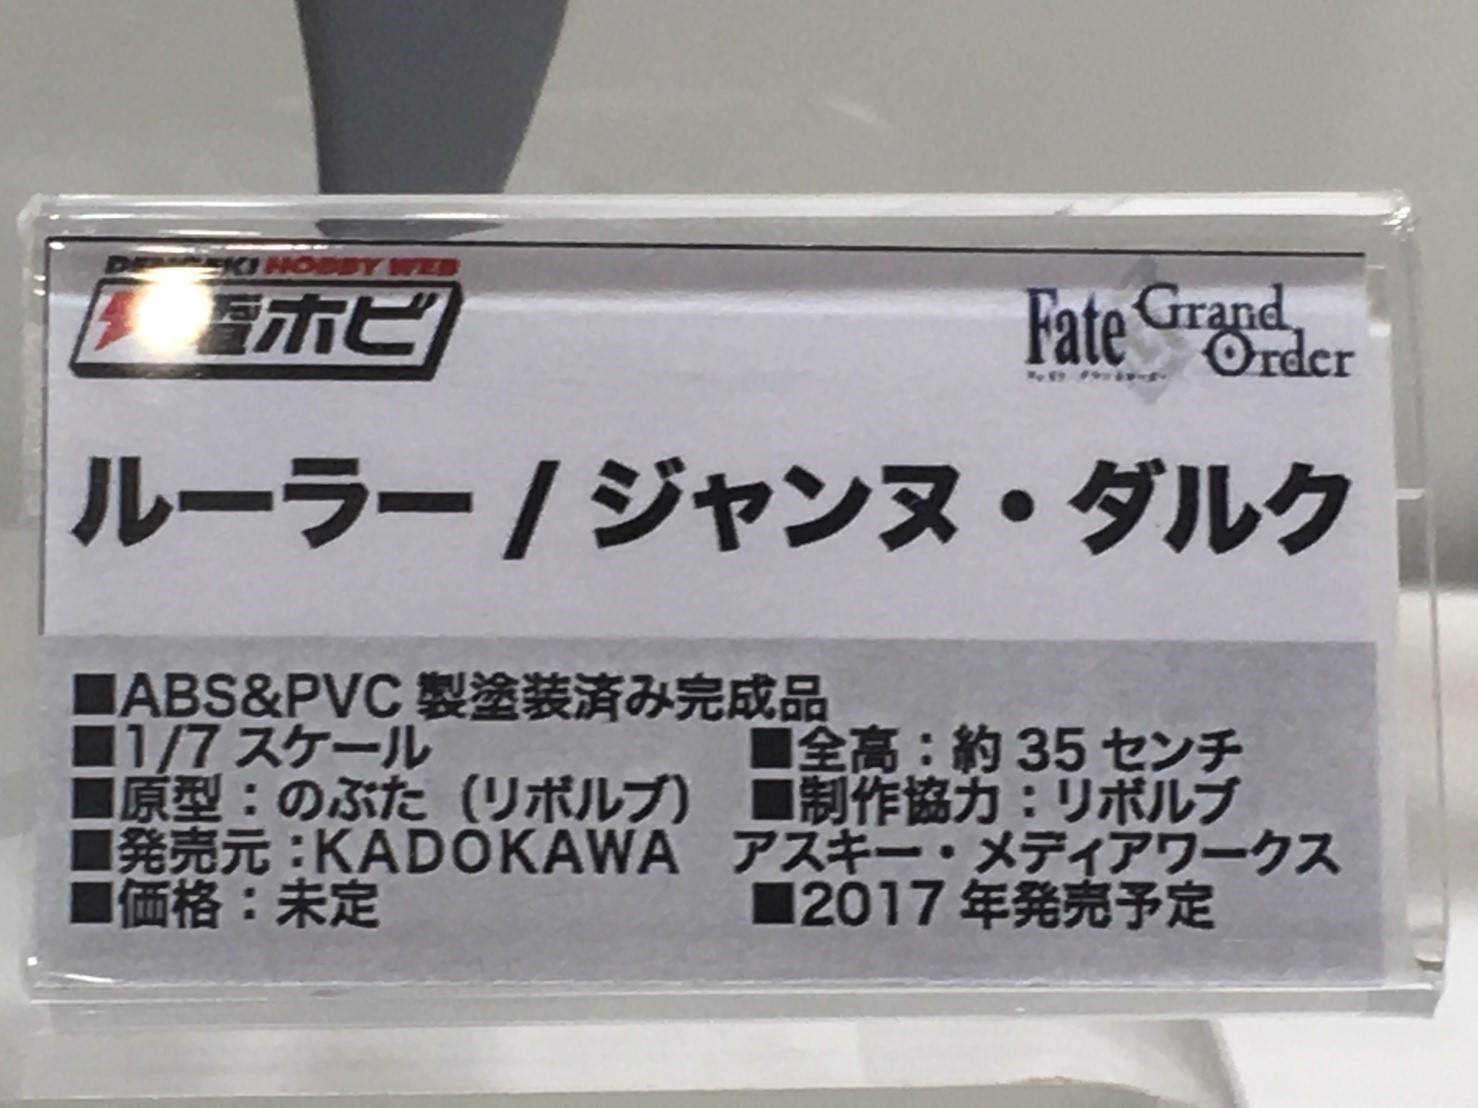 HOBBY WEB
電ホビ
Fate Grand Order
ルーラー / ジャンヌ・ダルク
■ABS&PVC 製塗装済み完成品
■1/7 スケール ■全高：約 35 センチ
■原型：のぶた（リボルブ） ■制作協力：リボルブ
■発売元：KADOKAWA アスキー・メディアワークス
■価格：未定 ■2017 年発売予定